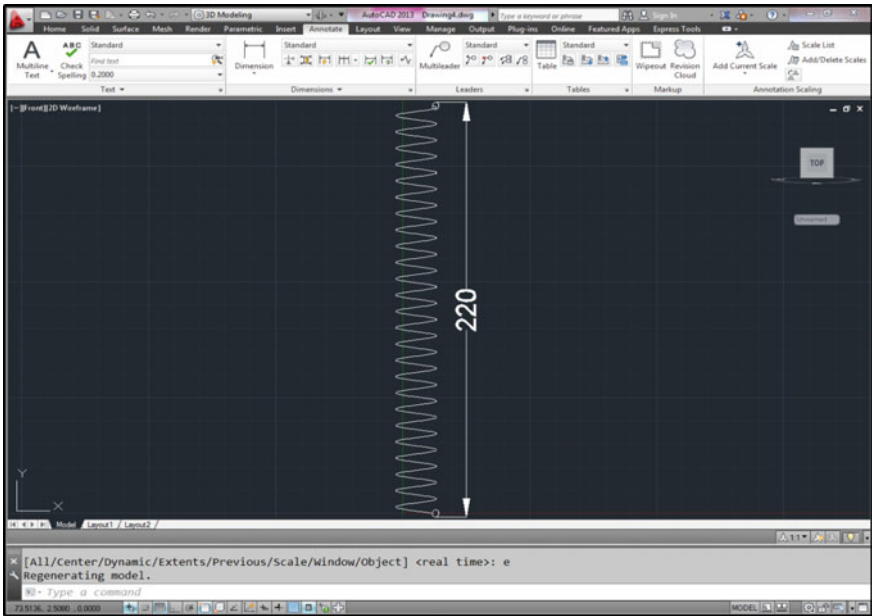 3D Modeling AutoCAD 2013 Drawing4.dwg Type a keyword or phrase Sign In
Home Solid Surface Mesh Render Parametric Insert Annotate Layout View Manage Output Plug-ins Online Featured Apps Express Tools
A
Multiline Text
ABC
Check Spelling
Standard
Find text
0.2000
Dimension
Standard
Multileader
Standard
Table
Standard
Wipeout
Revision Cloud
Add Current Scale
Scale List
Add/Delete Scales
Text Dimensions Leaders Tables Markup Annotation Scaling
[-][Front][2D Wireframe]
TOP
Unnamed
220
Y
X
Model Layout1 Layout2
1:1
[All/Center/Dynamic/Extents/Previous/Scale/Window/Object] <real time>: e
Regenerating model.
Type a command
73.5136, 2.5080 , 0.0000
MODEL